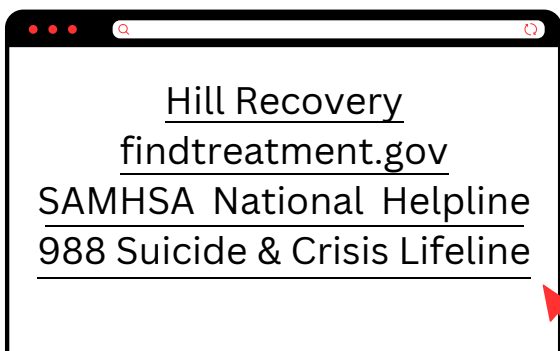 Hill Recovery
findtreatment.gov
SAMHSA National Helpline
988 Suicide & Crisis Lifeline